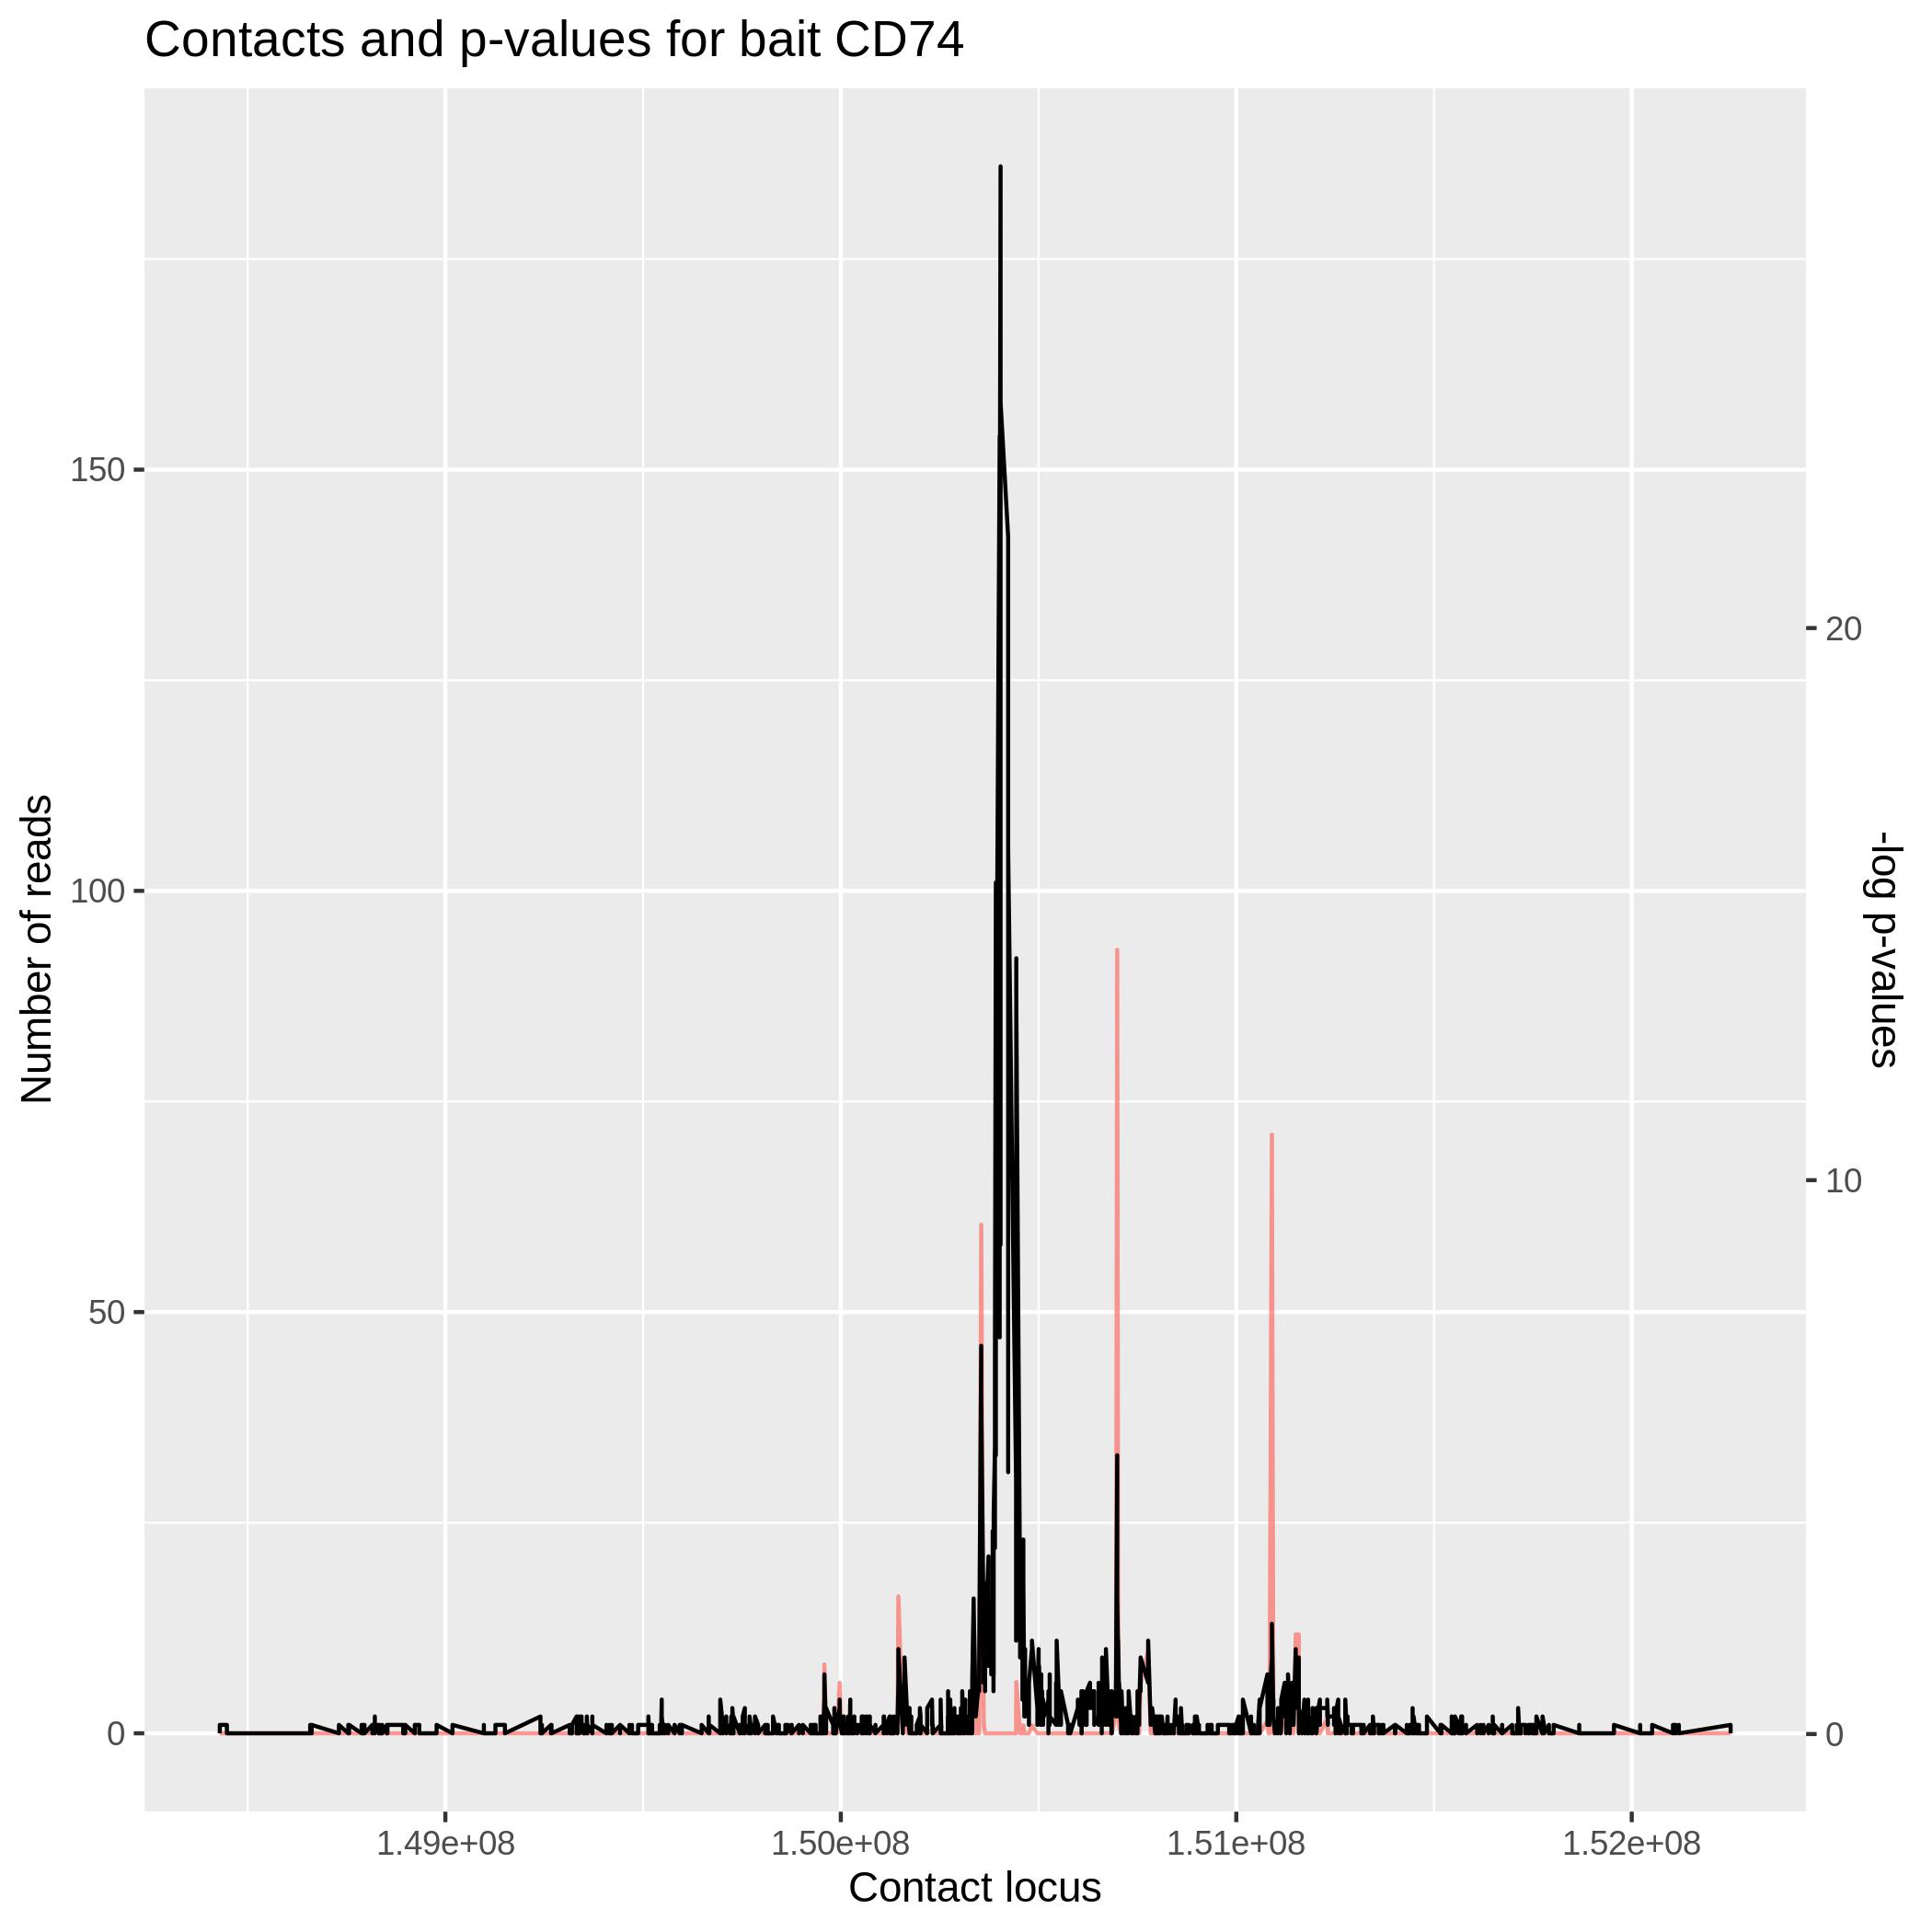 Contacts and p-values for bait CD74
Number of reads
150
100
50
0
20
10
0
-log p-values
1.49e+08
1.50e+08
1.51e+08
1.52e+08
Contact locus